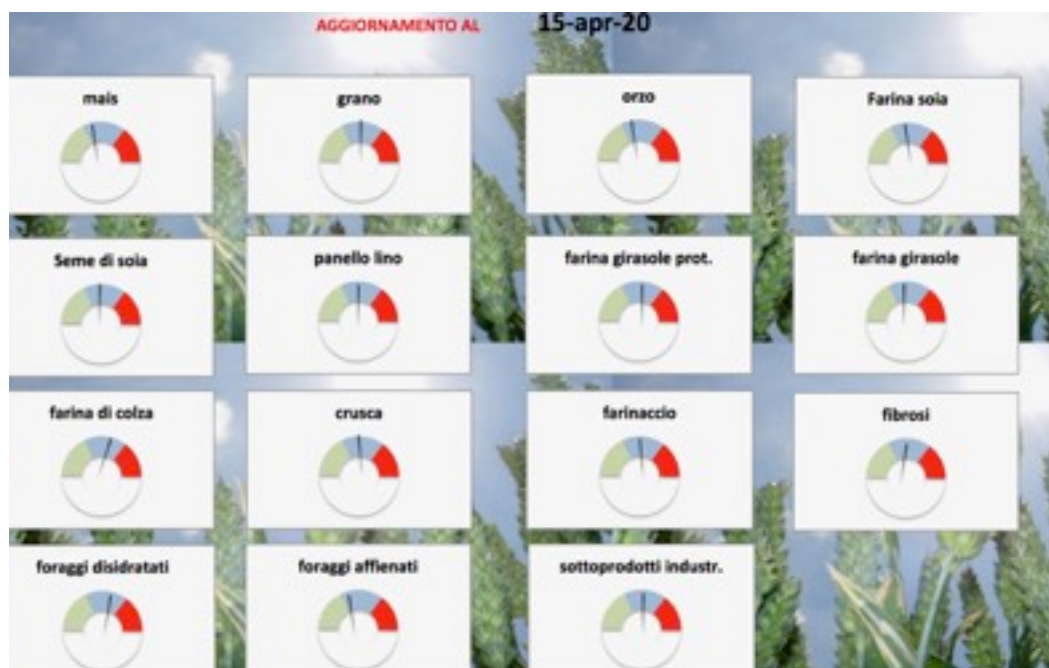 AGGIORNAMENTO AL 15-apr-20
mais
grano
orzo
Farina soia
Seme di soia
panello lino
farina girasole prot.
farina girasole
farina di colza
crusca
farinaccio
fibrosi
foraggi disidratati
foraggi affienati
sottoprodotti industr.